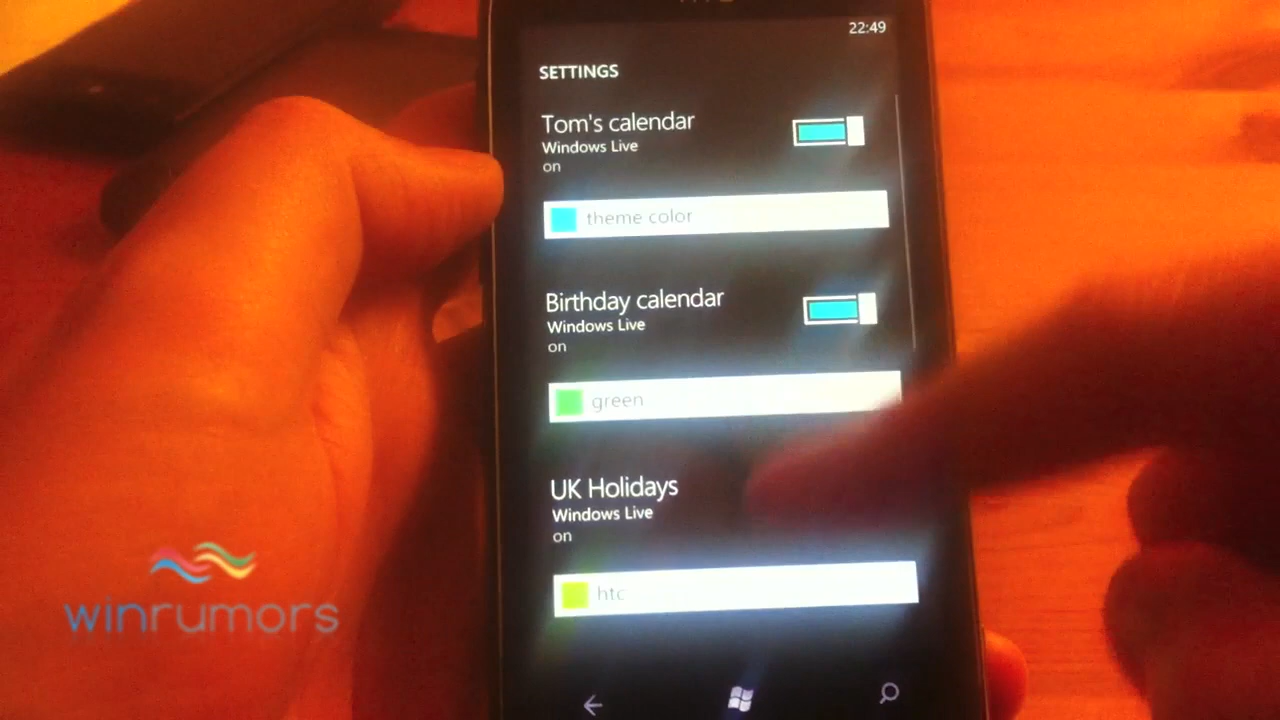 22:49
SETTINGS
Tom's calendar
Windows Live
on
theme color
Birthday calendar
Windows Live
on
green
UK Holidays
Windows Live
on
htc
winrumors